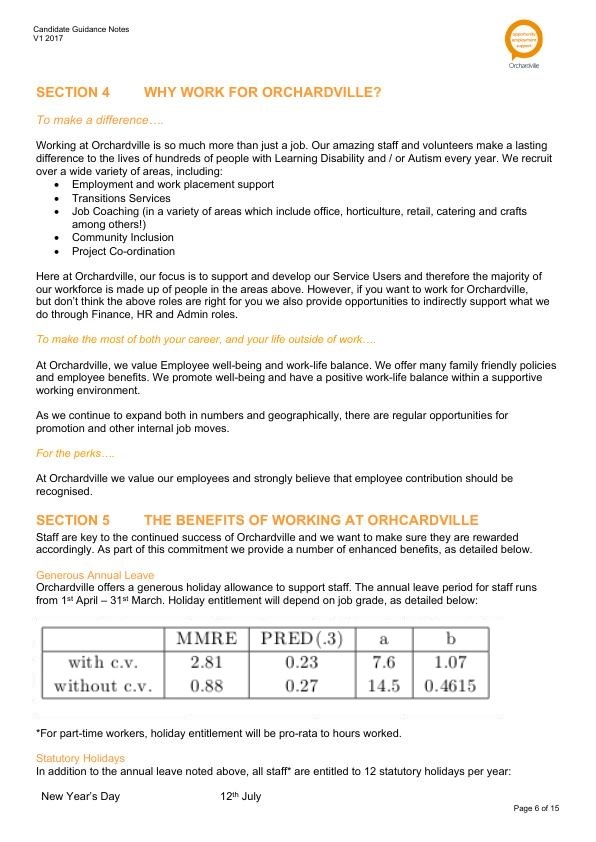 Candidate Guidance Notes
V1 2017
opportunity
employment
support
Orchardville
SECTION 4 WHY WORK FOR ORCHARDVILLE?
To make a difference….
Working at Orchardville is so much more than just a job. Our amazing staff and volunteers make a lasting
difference to the lives of hundreds of people with Learning Disability and / or Autism every year. We recruit
over a wide variety of areas, including:
• Employment and work placement support
• Transitions Services
• Job Coaching (in a variety of areas which include office, horticulture, retail, catering and crafts
among others!)
• Community Inclusion
• Project Co-ordination
Here at Orchardville, our focus is to support and develop our Service Users and therefore the majority of
our workforce is made up of people in the areas above. However, if you want to work for Orchardville,
but don’t think the above roles are right for you we also provide opportunities to indirectly support what we
do through Finance, HR and Admin roles.
To make the most of both your career, and your life outside of work….
At Orchardville, we value Employee well-being and work-life balance. We offer many family friendly policies
and employee benefits. We promote well-being and have a positive work-life balance within a supportive
working environment.
As we continue to expand both in numbers and geographically, there are regular opportunities for
promotion and other internal job moves.
For the perks….
At Orchardville we value our employees and strongly believe that employee contribution should be
recognised.
SECTION 5 THE BENEFITS OF WORKING AT ORHCARDVILLE
Staff are key to the continued success of Orchardville and we want to make sure they are rewarded
accordingly. As part of this commitment we provide a number of enhanced benefits, as detailed below.
Generous Annual Leave
Orchardville offers a generous holiday allowance to support staff. The annual leave period for staff runs
from 1st April – 31st March. Holiday entitlement will depend on job grade, as detailed below:
MMRE PRED(.3) a b
with c.v. 2.81 0.23 7.6 1.07
without c.v. 0.88 0.27 14.5 0.4615
*For part-time workers, holiday entitlement will be pro-rata to hours worked.
Statutory Holidays
In addition to the annual leave noted above, all staff* are entitled to 12 statutory holidays per year:
New Year’s Day 12th July
Page 6 of 15